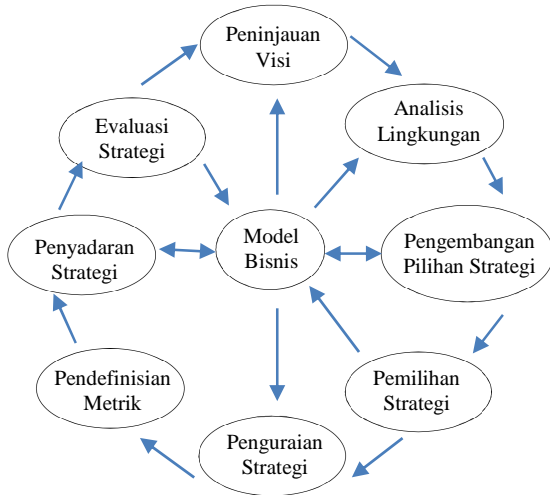 Peninjauan
Visi
Analisis
Lingkungan
Pengembangan
Pilihan Strategi
Pemilihan
Strategi
Penguraian
Strategi
Pendefinisian
Metrik
Penyadaran
Strategi
Evaluasi
Strategi
Model
Bisnis